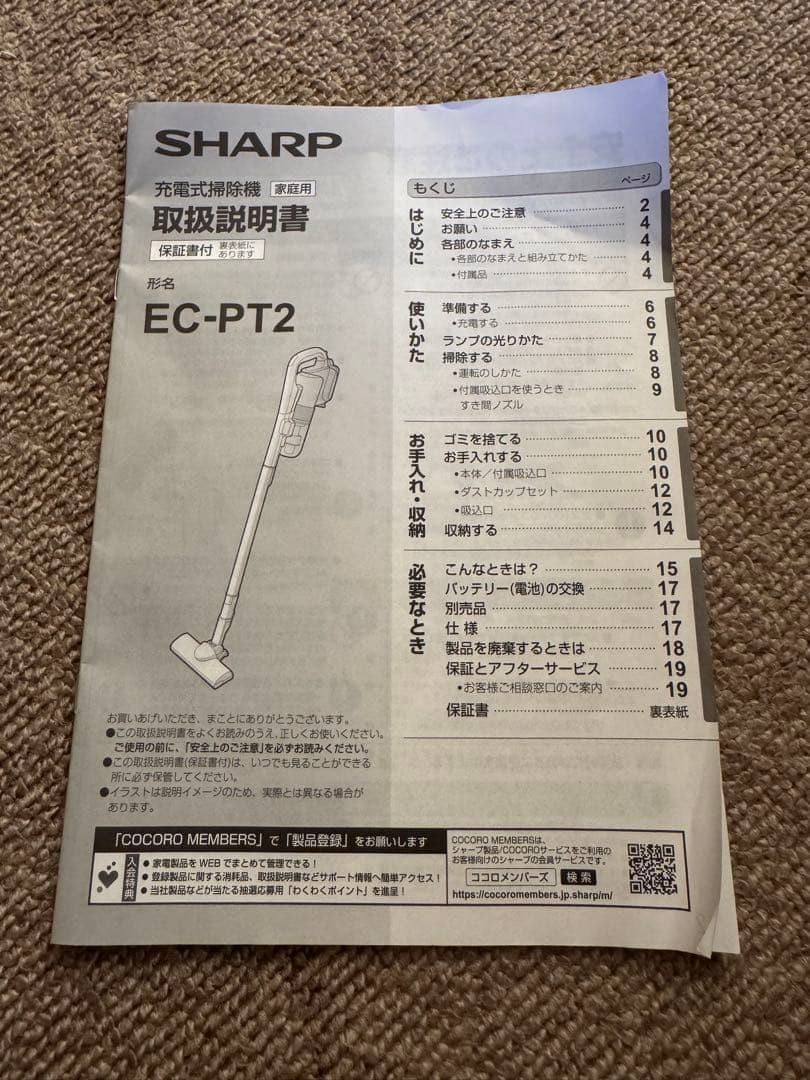 SHARP
充電式掃除機 家庭用
取扱説明書
保証書付 裏表紙にあります
形名
EC-PT2
お買いあげいただき、まことにありがとうございます。
●この取扱説明書をよくお読みのうえ、正しくお使いください。
ご使用の前に、「安全上のご注意」を必ずお読みください。
●この取扱説明書(保証書付)は、いつでも見ることができる
所に必ず保管してください。
●イラストは説明イメージのため、実際とは異なる場合が
あります。
もくじ ページ
はじめに
安全上のご注意 2
お願い 4
各部のなまえ 4
•各部のなまえと組み立てかた 4
•付属品 4
使いかた
準備する 6
•充電する 6
ランプの光りかた 7
掃除する 8
•運転のしかた 8
•付属吸込口を使うとき 9
すき間ノズル
お手入れ・収納
ゴミを捨てる 10
お手入れする 10
•本体/付属吸込口 10
•ダストカップセット 12
•吸込口 12
収納する 14
必要なとき
こんなときは? 15
バッテリー(電池)の交換 17
別売品 17
仕様 17
製品を廃棄するときは 18
保証とアフターサービス 19
•お客様ご相談窓口のご案内 19
保証書 裏表紙
「COCORO MEMBERS」で「製品登録」をお願いします
入会特典
● 家電製品を WEB でまとめて管理できる!
● 登録製品に関する消耗品、取扱説明書などサポート情報へ簡単アクセス!
● 当社製品などが当たる抽選応募用「わくわくポイント」を進呈!
COCORO MEMBERSは、
シャープ製品/COCOROサービスをご利用の
お客様向けのシャープの会員サービスです。
ココロメンバーズ 検索
https://cocoromembers.jp.sharp/m/